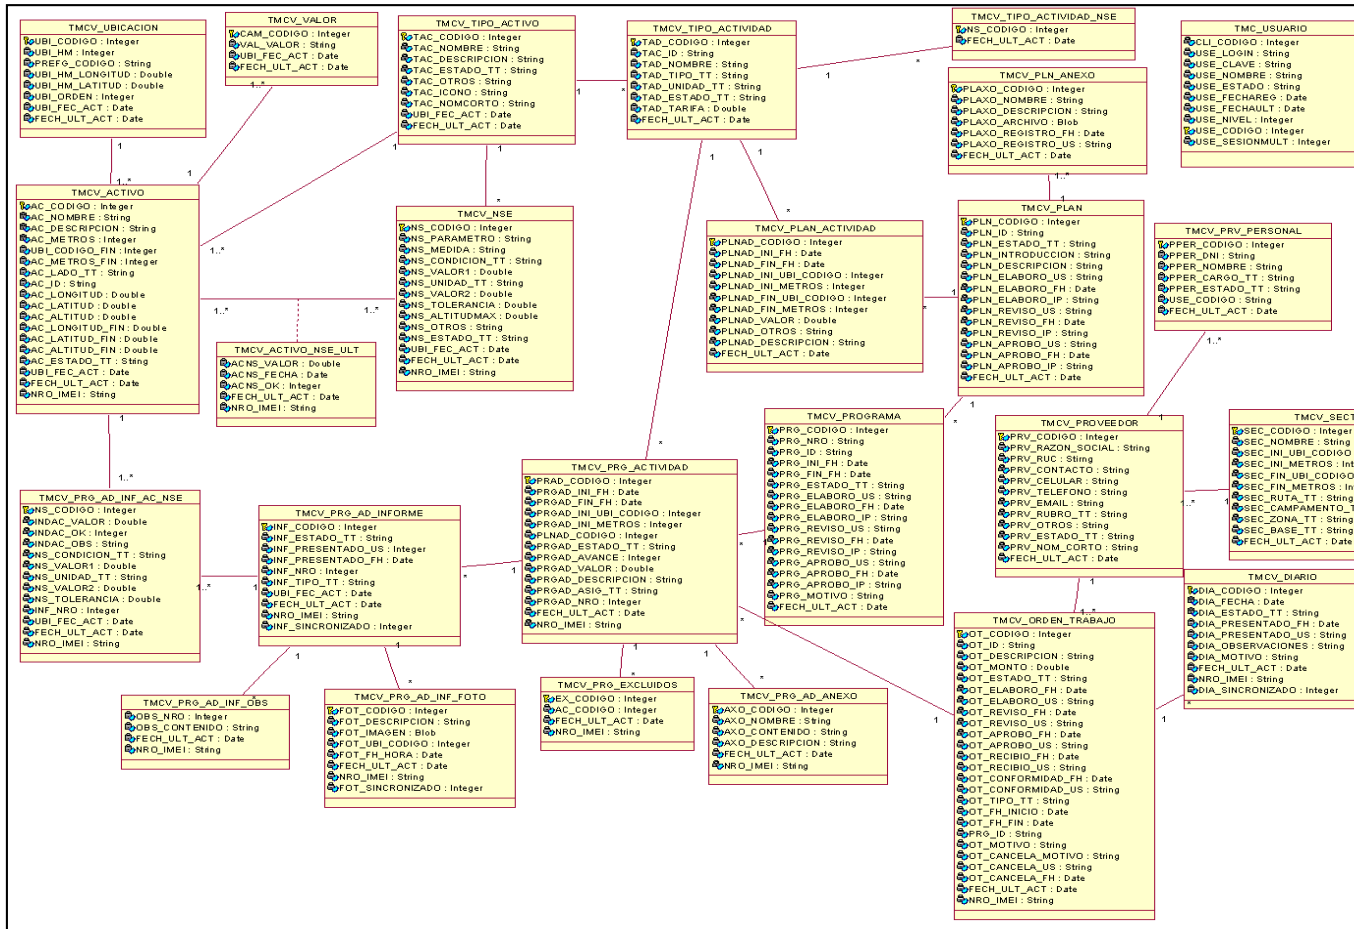 TMCV_UBICACION
UBI_CODIGO : Integer
UBI_HM : Integer
PREFG_CODIGO : String
UBI_HM_LONGITUD : Double
UBI_HM_LATITUD : Double
UBI_ORDEN : Integer
UBI_FEC_ACT : Date
FECH_ULT_ACT : Date
TMCV_VALOR
CAM_CODIGO : Integer
VAL_VALOR : String
UBI_FEC_ACT : Date
FECH_ULT_ACT : Date
TMCV_TIPO_ACTIVO
TAC_CODIGO : Integer
TAC_NOMBRE : String
TAC_DESCRIPCION : String
TAC_ESTADO_TT : String
TAC_OTROS : String
TAC_ICONO : String
TAC_NOMCORTO : String
UBI_FEC_ACT : Date
FECH_ULT_ACT : Date
TMCV_TIPO_ACTIVIDAD
TAD_CODIGO : Integer
TAC_ID : String
TAD_NOMBRE : String
TAD_TIPO_TT : String
TAD_UNIDAD_TT : String
TAD_ESTADO_TT : String
TAD_TARIFA : Double
FECH_ULT_ACT : Date
TMCV_TIPO_ACTIVIDAD_NSE
NS_CODIGO : Integer
FECH_ULT_ACT : Date
TMC_USUARIO
CLI_CODIGO : Integer
USE_LOGIN : String
USE_CLAVE : String
USE_NOMBRE : String
USE_ESTADO : String
USE_FECHAREG : Date
USE_FECHAULT : Date
USE_NIVEL : Integer
USE_CODIGO : Integer
USE_SESIONMULT : Integer
TMCV_PLN_ANEXO
PLAXO_CODIGO : Integer
PLAXO_NOMBRE : String
PLAXO_DESCRIPCION : String
PLAXO_ARCHIVO : Blob
PLAXO_REGISTRO_FH : Date
PLAXO_REGISTRO_US : String
FECH_ULT_ACT : Date
TMCV_ACTIVO
AC_CODIGO : Integer
AC_NOMBRE : String
AC_DESCRIPCION : String
AC_METROS : Integer
UBI_CODIGO_FIN : Integer
AC_METROS_FIN : Integer
AC_LADO_TT : String
AC_ID : String
AC_LONGITUD : Double
AC_LATITUD : Double
AC_ALTITUD : Double
AC_LONGITUD_FIN : Double
AC_LATITUD_FIN : Double
AC_ALTITUD_FIN : Double
AC_ESTADO_TT : String
UBI_FEC_ACT : Date
FECH_ULT_ACT : Date
NRO_IMEI : String
TMCV_NSE
NS_CODIGO : Integer
NS_PARAMETRO : String
NS_MEDIDA : String
NS_CONDICION_TT : String
NS_VALOR1 : Double
NS_UNIDAD_TT : String
NS_VALOR2 : Double
NS_TOLERANCIA : Double
NS_ALTITUDMAX : Double
NS_OTROS : String
NS_ESTADO_TT : String
UBI_FEC_ACT : Date
FECH_ULT_ACT : Date
NRO_IMEI : String
TMCV_ACTIVO_NSE_ULT
ACNS_VALOR : Double
ACNS_FECHA : Date
ACNS_OK : Integer
FECH_ULT_ACT : Date
NRO_IMEI : String
TMCV_PLAN_ACTIVIDAD
PLNAD_CODIGO : Integer
PLNAD_INI_FH : Date
PLNAD_FIN_FH : Date
PLNAD_INI_UBI_CODIGO : Integer
PLNAD_INI_METROS : Integer
PLNAD_FIN_UBI_CODIGO : Integer
PLNAD_FIN_METROS : Integer
PLNAD_VALOR : Double
PLNAD_OTROS : String
PLNAD_DESCRIPCION : String
FECH_ULT_ACT : Date
TMCV_PLAN
PLN_CODIGO : Integer
PLN_ID : String
PLN_ESTADO_TT : String
PLN_INTRODUCCION : String
PLN_DESCRIPCION : String
PLN_ELABORO_US : String
PLN_ELABORO_FH : Date
PLN_ELABORO_IP : String
PLN_REVISO_US : String
PLN_REVISO_FH : Date
PLN_REVISO_IP : String
PLN_APROBO_US : String
PLN_APROBO_FH : Date
PLN_APROBO_IP : String
FECH_ULT_ACT : Date
TMCV_PRV_PERSONAL
PPER_CODIGO : Integer
PPER_DNI : String
PPER_NOMBRE : String
PPER_CARGO_TT : String
PPER_ESTADO_TT : String
USE_CODIGO : String
FECH_ULT_ACT : Date
TMCV_PROGRAMA
PRG_CODIGO : Integer
PRG_NRO : String
PRG_ID : String
PRG_INI_FH : Date
PRG_FIN_FH : Date
PRG_ESTADO_TT : String
PRG_ELABORO_US : String
PRG_ELABORO_FH : Date
PRG_ELABORO_IP : String
PRG_REVISO_US : String
PRG_REVISO_FH : Date
PRG_REVISO_IP : String
PRG_APROBO_US : String
PRG_APROBO_FH : Date
PRG_APROBO_IP : String
PRG_MOTIVO : String
FECH_ULT_ACT : Date
TMCV_PROVEEDOR
PRV_CODIGO : Integer
PRV_RAZON_SOCIAL : String
PRV_RUC : String
PRV_CONTACTO : String
PRV_CELULAR : String
PRV_TELEFONO : String
PRV_EMAIL : String
PRV_RUBRO_TT : String
PRV_OTROS : String
PRV_ESTADO_TT : String
PRV_NOM_CORTO : String
FECH_ULT_ACT : Date
TMCV_SECT
SEC_CODIGO : Integer
SEC_NOMBRE : String
SEC_INI_UBI_CODIGO
SEC_INI_METROS : Int
SEC_FIN_UBI_CODIGO
SEC_FIN_METROS : Int
SEC_RUTA_TT : String
SEC_CAMPAMENTO_T
SEC_ZONA_TT : String
SEC_BASE_TT : String
FECH_ULT_ACT : Date
TMCV_PRG_AD_INF_AC_NSE
NS_CODIGO : Integer
INDAC_VALOR : Double
INDAC_OK : Integer
INDAC_OBS : String
NS_CONDICION_TT : String
NS_VALOR1 : Double
NS_UNIDAD_TT : String
NS_VALOR2 : Double
NS_TOLERANCIA : Double
INF_NRO : Integer
UBI_FEC_ACT : Date
FECH_ULT_ACT : Date
NRO_IMEI : String
TMCV_PRG_AD_INFORME
INF_CODIGO : Integer
INF_ESTADO_TT : String
INF_PRESENTADO_US : Integer
INF_PRESENTADO_FH : Date
INF_NRO : Integer
INF_TIPO_TT : String
UBI_FEC_ACT : Date
FECH_ULT_ACT : Date
NRO_IMEI : String
INF_SINCRONIZADO : Integer
TMCV_PRG_ACTIVIDAD
PRAD_CODIGO : Integer
PRGAD_INI_FH : Date
PRGAD_FIN_FH : Date
PRGAD_INI_UBI_CODIGO : Integer
PRGAD_INI_METROS : Integer
PLNAD_CODIGO : Integer
PRGAD_ESTADO_TT : String
PRGAD_AVANCE : Integer
PRGAD_VALOR : Double
PRGAD_DESCRIPCION : String
PRGAD_ASIG_TT : String
PRGAD_NRO : Integer
FECH_ULT_ACT : Date
NRO_IMEI : String
TMCV_DIARIO
DIA_CODIGO : Integer
DIA_FECHA : Date
DIA_ESTADO_TT : String
DIA_PRESENTADO_FH : Date
DIA_PRESENTADO_US : String
DIA_OBSERVACIONES : String
DIA_MOTIVO : String
FECH_ULT_ACT : Date
NRO_IMEI : String
DIA_SINCRONIZADO : Integer
TMCV_ORDEN_TRABAJO
OT_CODIGO : Integer
OT_ID : String
OT_DESCRIPCION : String
OT_MONTO : Double
OT_ESTADO_TT : String
OT_ELABORO_FH : Date
OT_ELABORO_US : String
OT_REVISO_FH : Date
OT_REVISO_US : String
OT_APROBO_FH : Date
OT_APROBO_US : String
OT_RECIBIO_FH : Date
OT_RECIBIO_US : String
OT_CONFORMIDAD_FH : Date
OT_CONFORMIDAD_US : String
OT_TIPO_TT : String
OT_FH_INICIO : Date
OT_FH_FIN : Date
PRG_ID : String
OT_MOTIVO : String
OT_CANCELA_MOTIVO : String
OT_CANCELA_US : String
OT_CANCELA_FH : Date
FECH_ULT_ACT : Date
NRO_IMEI : String
TMCV_PRG_AD_INF_OBS
OBS_NRO : Integer
OBS_CONTENIDO : String
FECH_ULT_ACT : Date
NRO_IMEI : String
TMCV_PRG_AD_INF_FOTO
FOT_CODIGO : Integer
FOT_DESCRIPCION : String
FOT_IMAGEN : Blob
FOT_UBI_CODIGO : Integer
FOT_FH_HORA : Date
FECH_ULT_ACT : Date
NRO_IMEI : String
FOT_SINCRONIZADO : Integer
TMCV_PRG_EXCLUIDOS
EX_CODIGO : Integer
AC_CODIGO : Integer
FECH_ULT_ACT : Date
NRO_IMEI : String
TMCV_PRG_AD_ANEXO
AXO_CODIGO : Integer
AXO_NOMBRE : String
AXO_CONTENIDO : String
AXO_DESCRIPCION : String
FECH_ULT_ACT : Date
NRO_IMEI : String